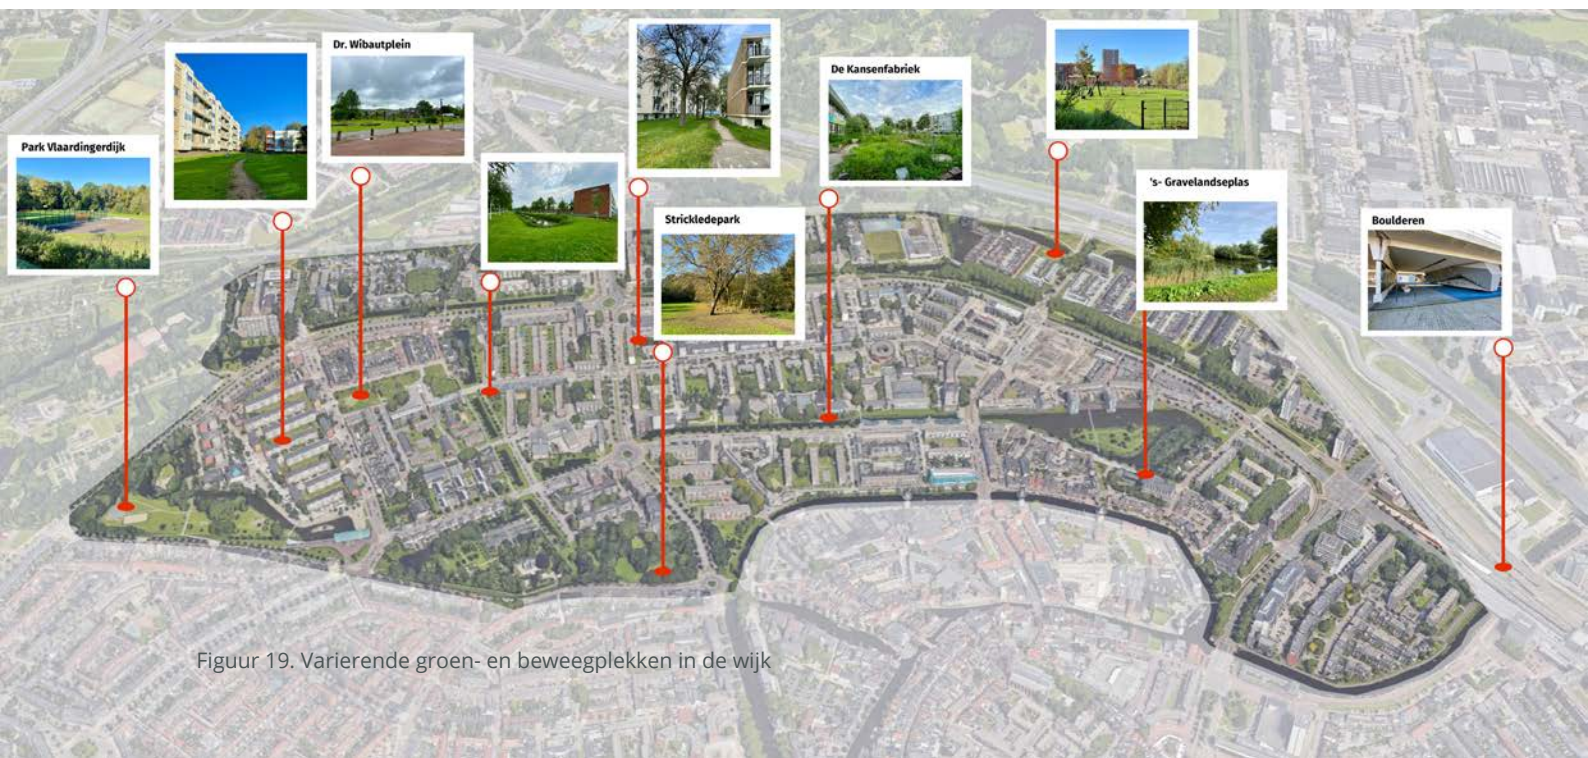 Dr. Wibautplein
De Kansenfabriek
Park Vlaardingerdijk
's- Gravelandseplas
Strickledepark
Boulderen
Figuur 19. Varierende groen- en beweegplekken in de wijk